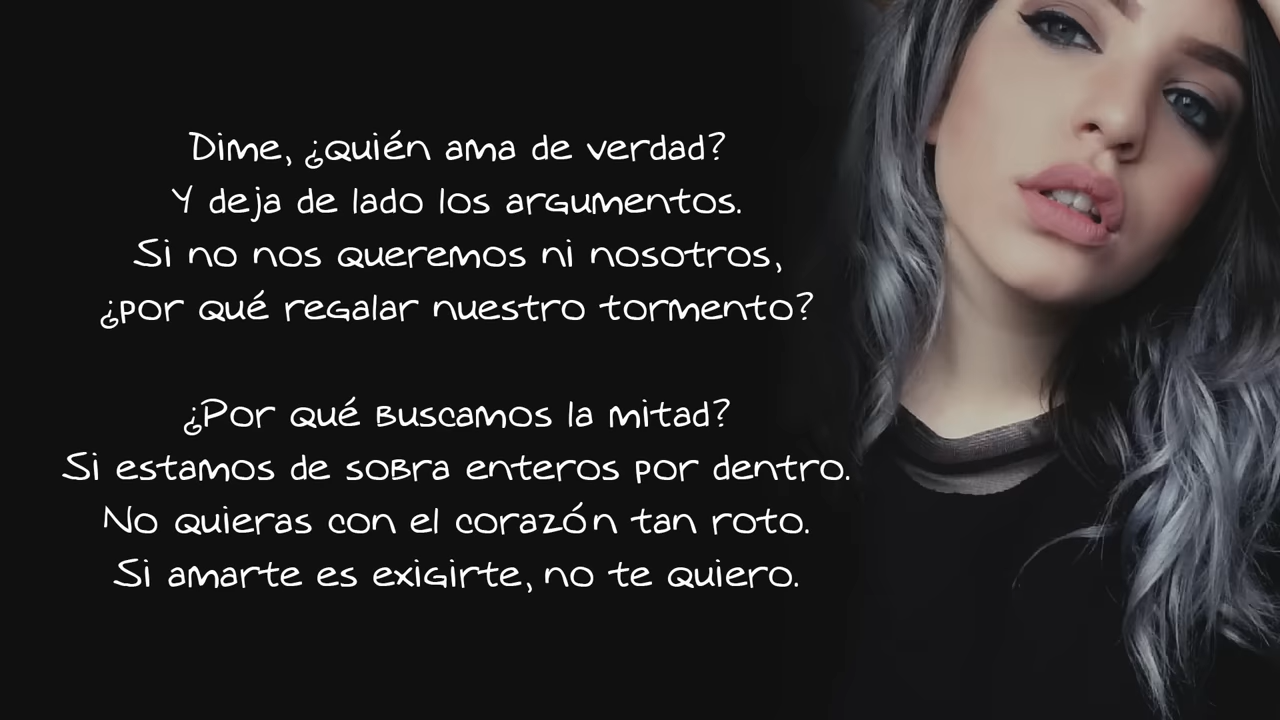 Dime, ¿quién ama de verdad?
Y deja de lado los argumentos.
Si no nos queremos ni nosotros,
¿por qué regalar nuestro tormento?
¿Por qué buscamos la mitad?
Si estamos de sobra enteros por dentro.
No quieras con el corazón tan roto.
Si amarte es exigirte, no te quiero.